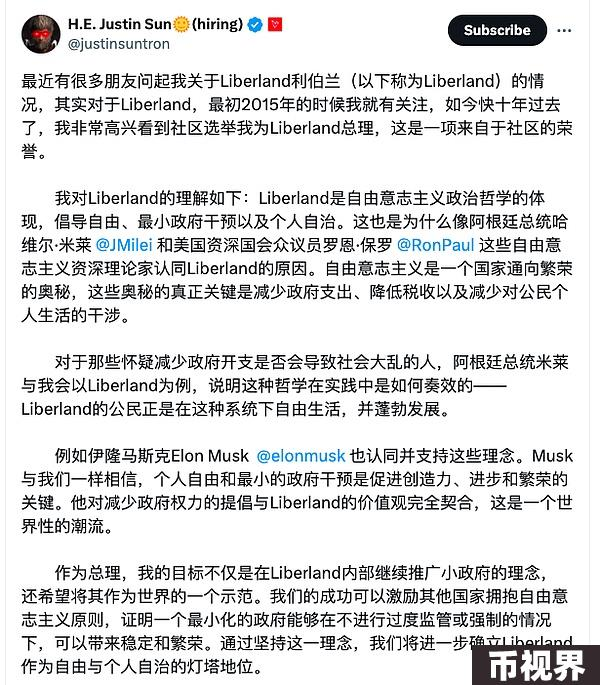 H.E. Justin Sun🌞(hiring)
@justinsuntron
Subscribe
最近有很多朋友问起我关于Liberland利伯兰（以下称为Liberland）的情
况，其实对于Liberland，最初2015年的时候我就有关注，如今快十年过去
了，我非常高兴看到社区选举我为Liberland总理，这是一项来自于社区的荣
誉。
我对Liberland的理解如下：Liberland是自由意志主义政治哲学的体
现，倡导自由、最小政府干预以及个人自治。这也是为什么像阿根廷总统哈
维尔·米莱 @JMilei 和美国资深国会众议员罗恩·保罗 @RonPaul 这些自由意
志主义资深理论家认同Liberland的原因。自由意志主义是一个国家通向繁荣
的奥秘，这些奥秘的真正关键是减少政府支出、降低税收以及减少对公民个
人生活的干涉。
对于那些怀疑减少政府开支是否会导致社会大乱的人，阿根廷总统米莱
与我会以Liberland为例，说明这种哲学在实践中是如何奏效的——
Liberland的公民正是在这种系统下自由生活，并蓬勃发展。
例如伊隆马斯克Elon Musk @elonmusk 也认同并支持这些理念。Musk
与我们一样相信，个人自由和最小的政府干预是促进创造力、进步和繁荣的
关键。他对减少政府权力的提倡与Liberland的价值观完全契合，这是一个世
界性的潮流。
作为总理，我的目标不仅是在Liberland内部继续推广小政府的理念，
还希望将其作为世界的一个示范。我们的成功可以激励其他国家拥抱自由意
志主义原则，证明一个最小化的政府能够在不进行过度监管或强制的情况
下，可以带来稳定和繁荣。通过坚持这一理念，我们将进一步确立Liberland
作为自由与个人自治的灯塔地位。
币视界